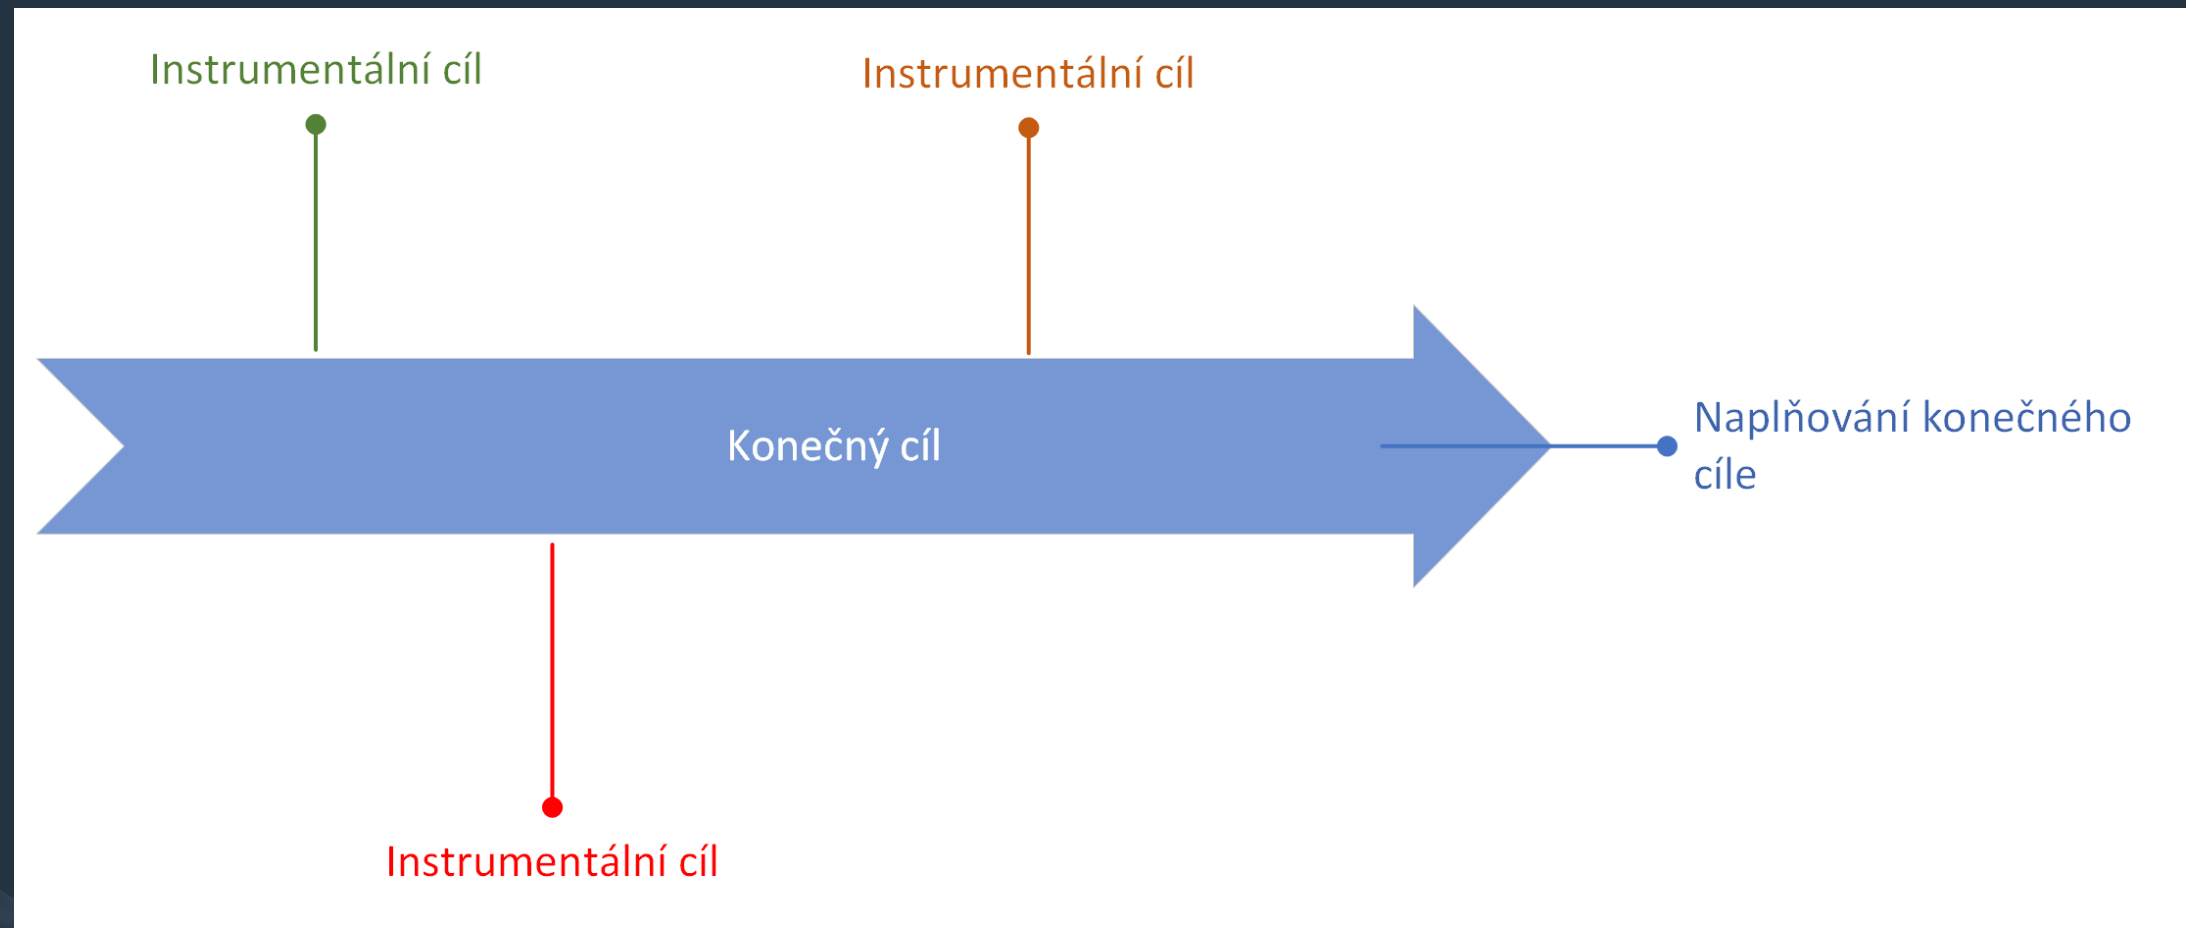 Instrumentální cíl
Instrumentální cíl
Konečný cíl
Naplňování konečného
cíle
Instrumentální cíl